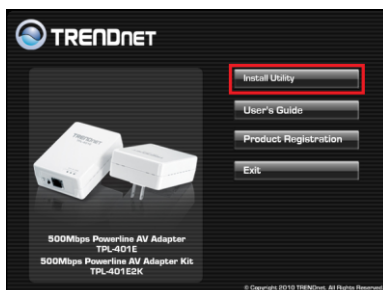 TRENDNET
Install Utility
User's Guide
Product Registration
Exit
TRENDNET
500Mbps Powerline AV Adapter
TPL-401E
500Mbps Powerline AV Adapter Kit
TPL-401E2K
© Copyright 2010 TRENDnet. All Rights Reserved